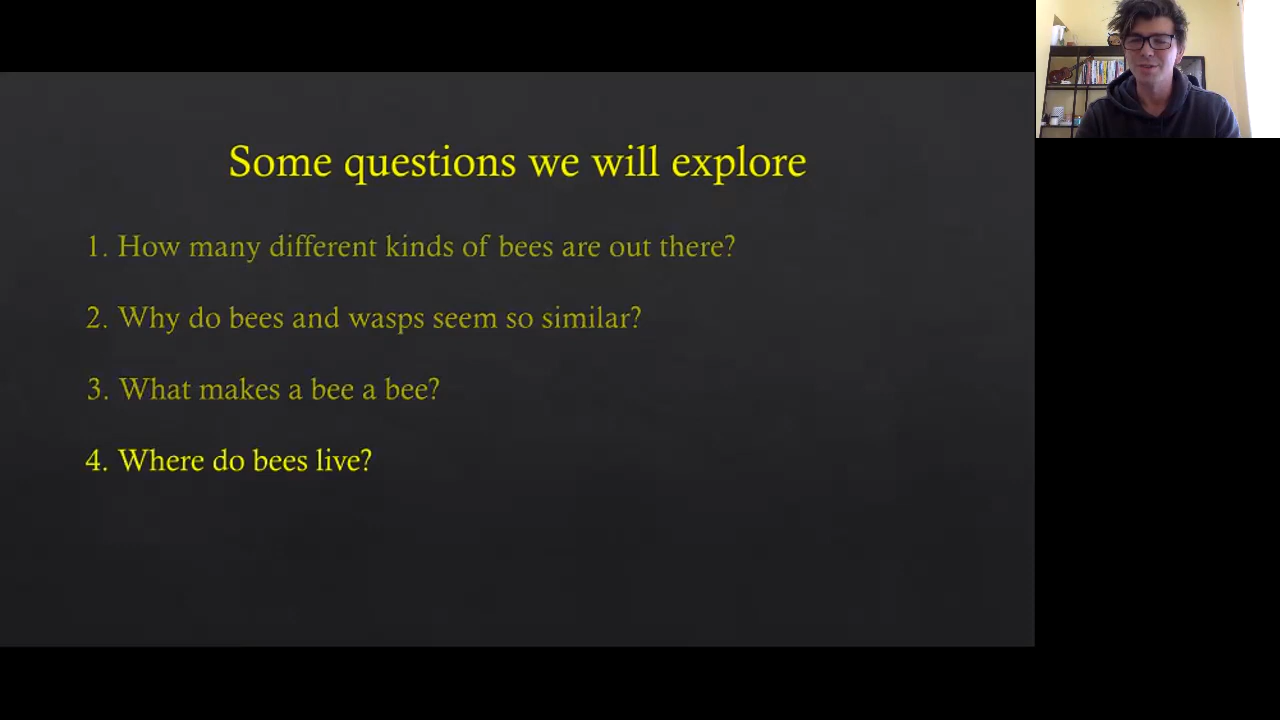 Some questions we will explore
1. How many different kinds of bees are out there?
2. Why do bees and wasps seem so similar?
3. What makes a bee a bee?
4. Where do bees live?